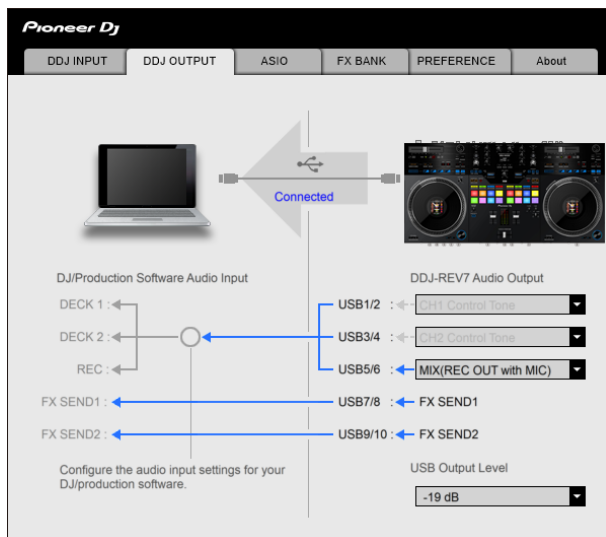 Pioneer Dj
DDJ INPUT
DDJ OUTPUT
ASIO
FX BANK
PREFERENCE
About
Connected
DJ/Production Software Audio Input
DDJ-REV7 Audio Output
DECK 1 :
USB1/2 :
CH1 Control Tone
DECK 2 :
USB3/4 :
CH2 Control Tone
REC :
USB5/6 :
MIX(REC OUT with MIC)
FX SEND1 :
USB7/8 :
FX SEND1
FX SEND2 :
USB9/10 :
FX SEND2
Configure the audio input settings for your
DJ/production software.
USB Output Level
-19 dB